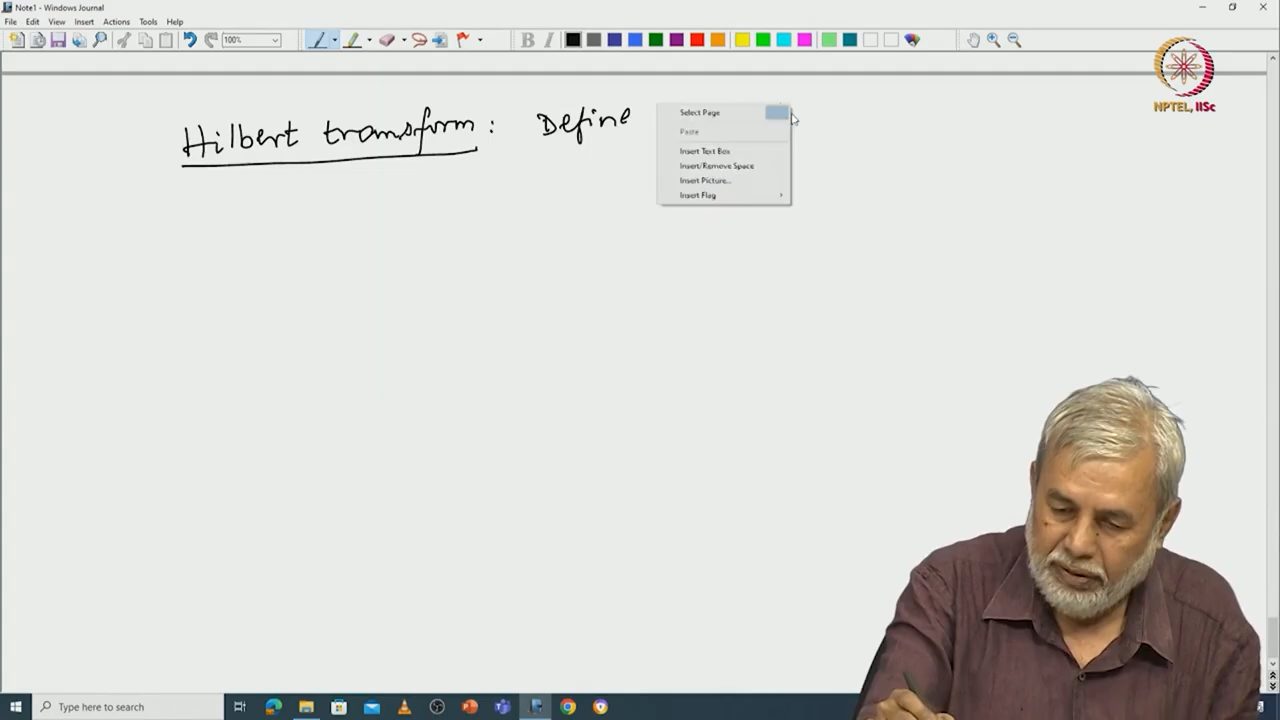 Note1 - Windows Journal
File Edit View Insert Actions Tools Help
100%
B I
NPTEL, IISc
Hilbert transform : Define
Select Page
Paste
Insert Text Box
Insert/Remove Space
Insert Picture...
Insert Flag
Type here to search